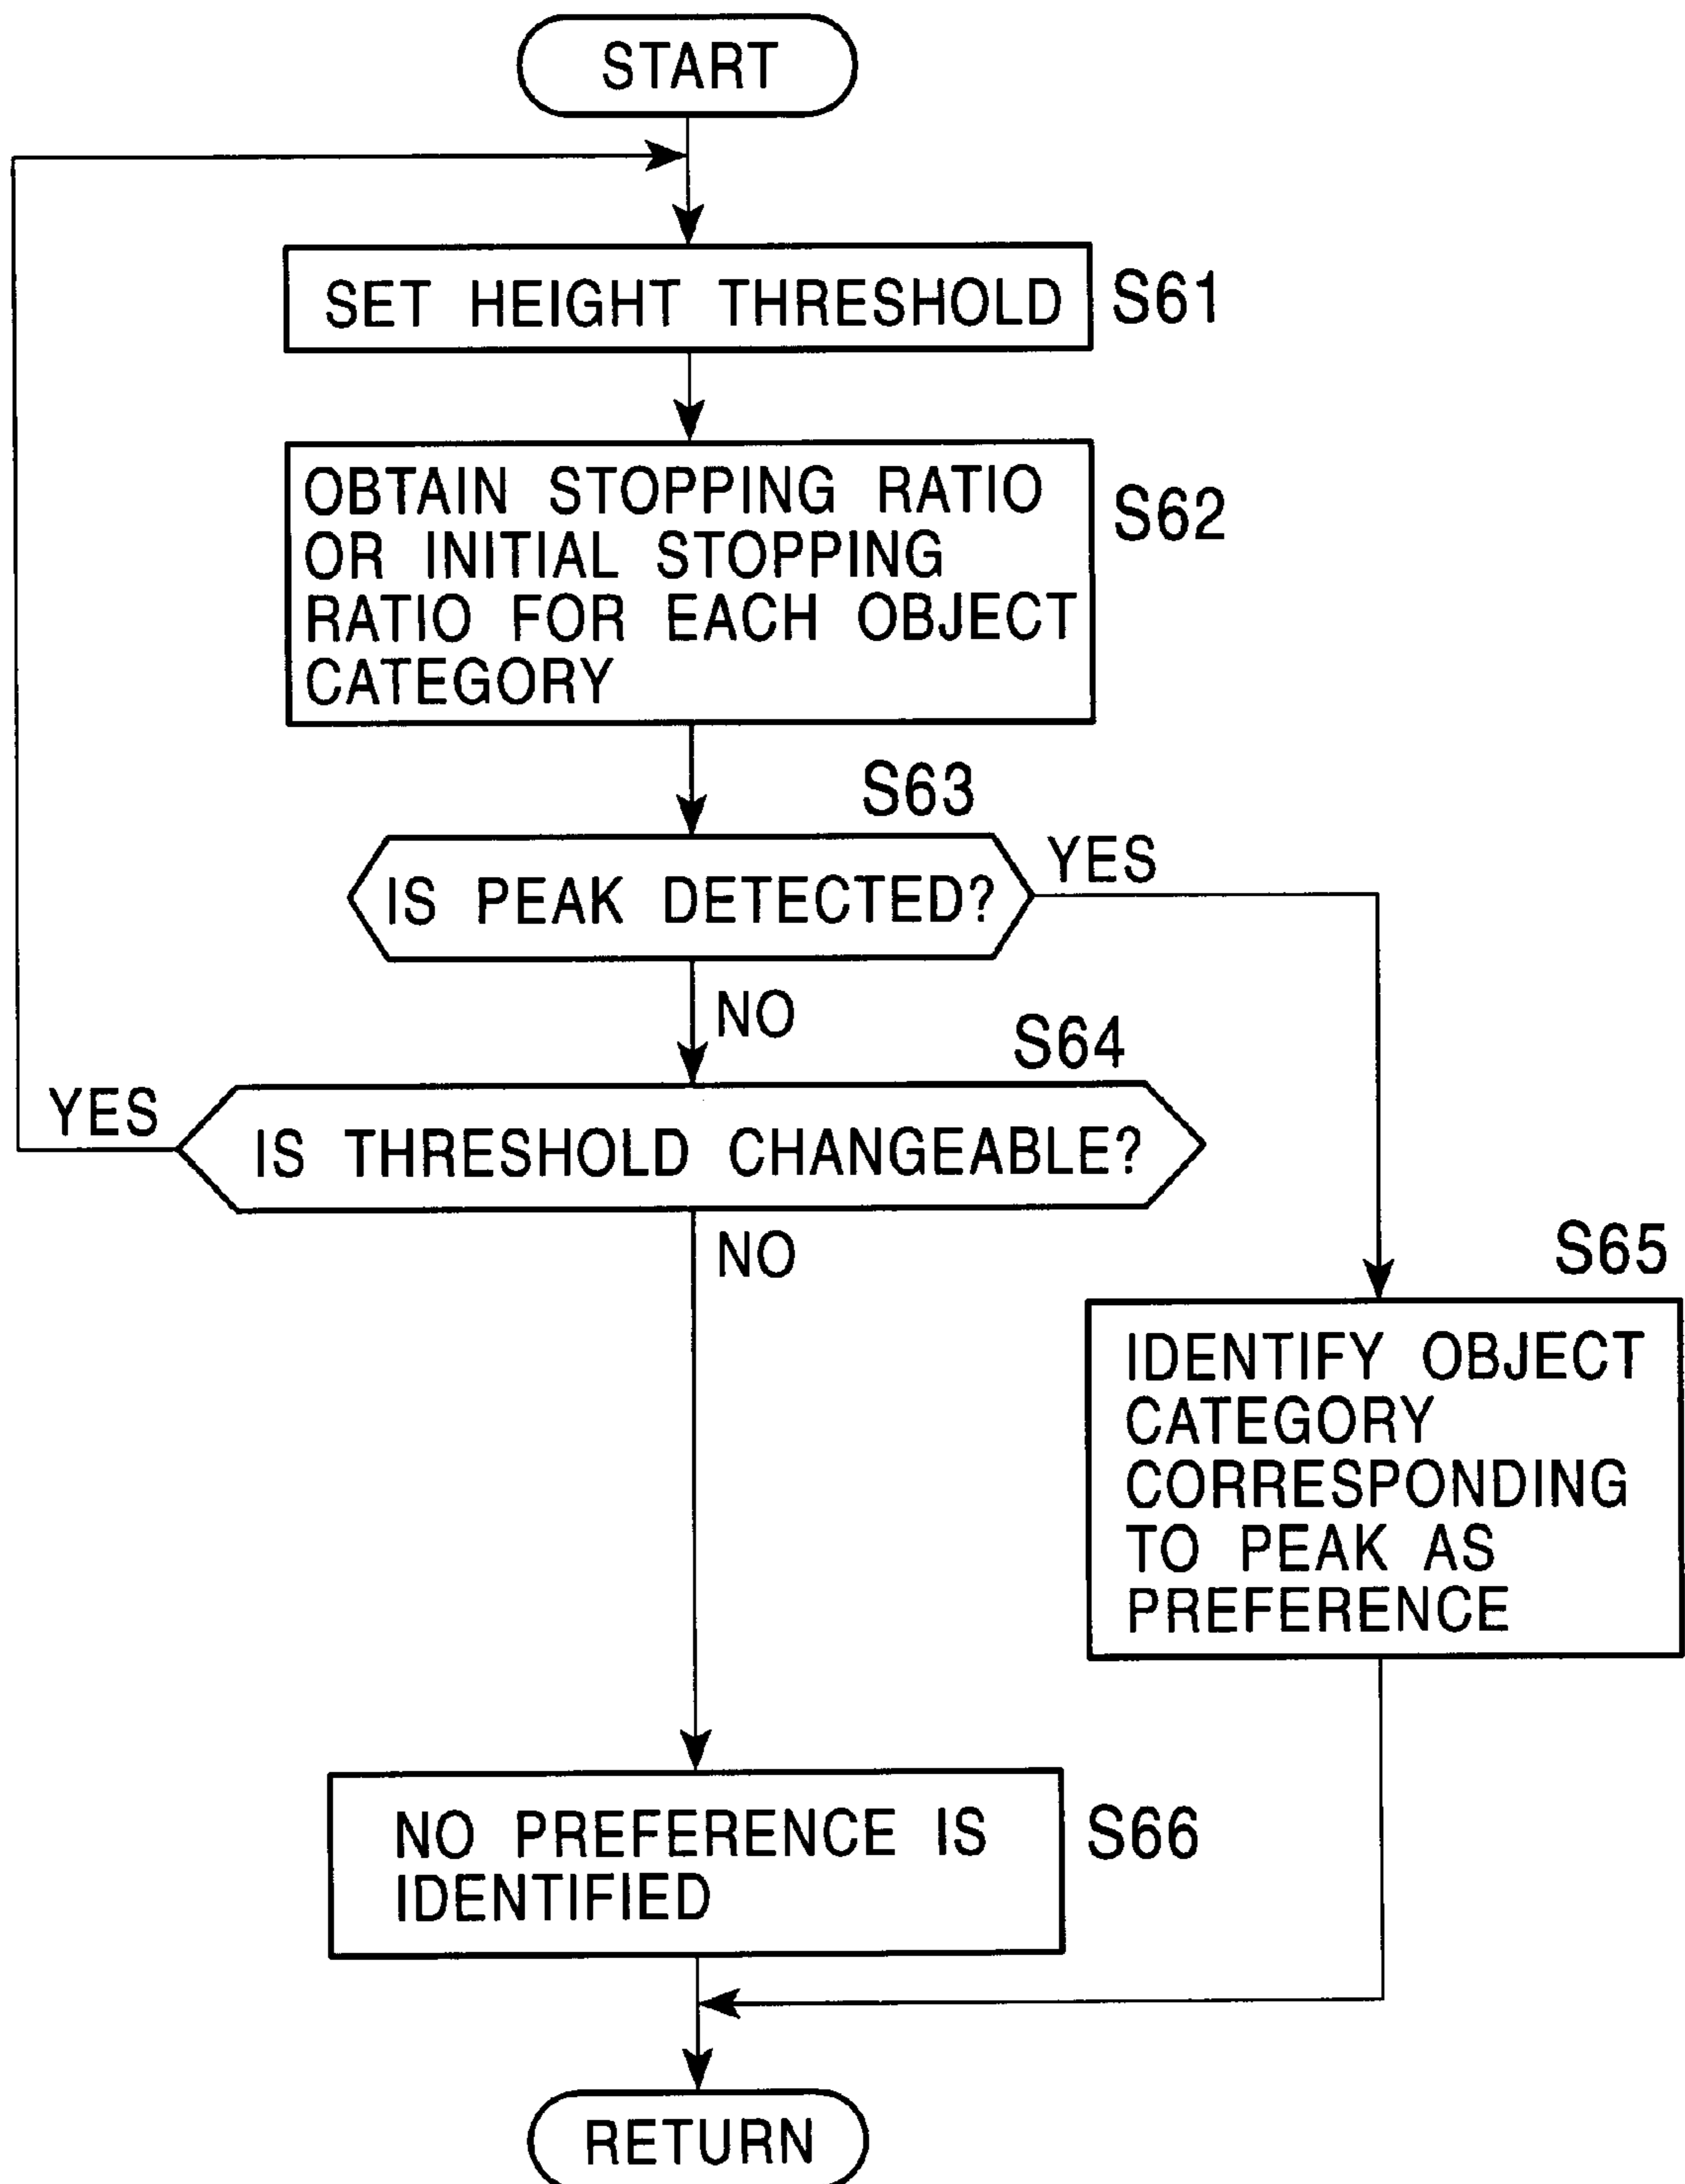 START
SET HEIGHT THRESHOLD
S61
OBTAIN STOPPING RATIO
OR INITIAL STOPPING
RATIO FOR EACH OBJECT
CATEGORY
S62
S63
IS PEAK DETECTED?
YES
NO
S64
YES
IS THRESHOLD CHANGEABLE?
NO
S65
IDENTIFY OBJECT
CATEGORY
CORRESPONDING
TO PEAK AS
PREFERENCE
NO PREFERENCE IS
IDENTIFIED
S66
RETURN